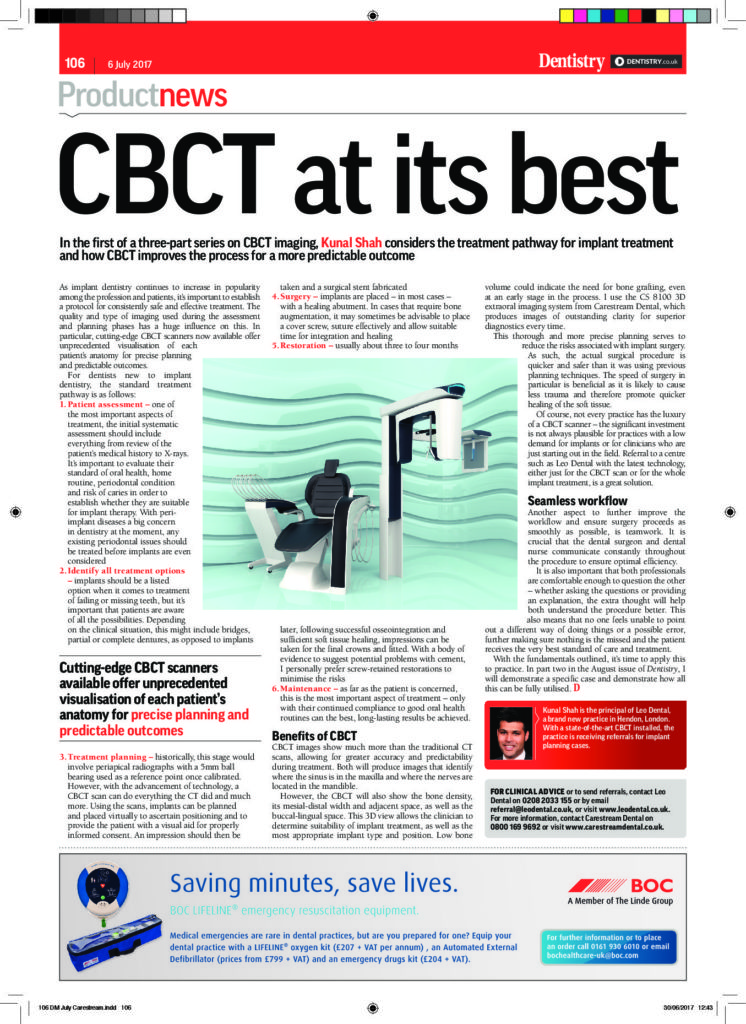 106
6 July 2017
Dentistry
DENTISTRY.co.uk
Productnews
CBCT at its best
In the first of a three-part series on CBCT imaging, Kunal Shah considers the treatment pathway for implant treatment
and how CBCT improves the process for a more predictable outcome
As implant dentistry continues to increase in popularity
among the profession and patients, it's important to establish
a protocol for consistently safe and effective treatment. The
quality and type of imaging used during the assessment
and planning phases has a huge influence on this. In
particular, cutting-edge CBCT scanners now available offer
unprecedented visualisation of each
patient's anatomy for precise planning
and predictable outcomes.
For dentists new to implant
dentistry, the standard treatment
pathway is as follows:
1. Patient assessment – one of
the most important aspects of
treatment, the initial systematic
assessment should include
everything from review of the
patient's medical history to X-rays.
It's important to evaluate their
standard of oral health, home
routine, periodontal condition
and risk of caries in order to
establish whether they are suitable
for implant therapy. With peri-
implant diseases a big concern
in dentistry at the moment, any
existing periodontal issues should
be treated before implants are even
considered
2. Identify all treatment options
– implants should be a listed
option when it comes to treatment
of failing or missing teeth, but it's
important that patients are aware
of all the possibilities. Depending
on the clinical situation, this might include bridges,
partial or complete dentures, as opposed to implants
Cutting-edge CBCT scanners
available offer unprecedented
visualisation of each patient's
anatomy for precise planning and
predictable outcomes
3. Treatment planning – historically, this stage would
involve periapical radiographs with a 5mm ball
bearing used as a reference point once calibrated.
However, with the advancement of technology, a
CBCT scan can do everything the CT did and much
more. Using the scans, implants can be planned
and placed virtually to ascertain positioning and to
provide the patient with a visual aid for properly
informed consent. An impression should then be
taken and a surgical stent fabricated
4. Surgery – implants are placed – in most cases –
with a healing abutment. In cases that require bone
augmentation, it may sometimes be advisable to place
a cover screw, suture effectively and allow suitable
time for integration and healing
5. Restoration – usually about three to four months
later, following successful osseointegration and
sufficient soft tissue healing, impressions can be
taken for the final crowns and fitted. With a body of
evidence to suggest potential problems with cement,
I personally prefer screw-retained restorations to
minimise the risks
6. Maintenance – as far as the patient is concerned,
this is the most important aspect of treatment – only
with their continued compliance to good oral health
routines can the best, long-lasting results be achieved.
Benefits of CBCT
CBCT images show much more than the traditional CT
scans, allowing for greater accuracy and predictability
during treatment. Both will produce images that identify
where the sinus is in the maxilla and where the nerves are
located in the mandible.
However, the CBCT will also show the bone density,
its mesial-distal width and adjacent space, as well as the
buccal-lingual space. This 3D view allows the clinician to
determine suitability of implant treatment, as well as the
most appropriate implant type and position. Low bone
volume could indicate the need for bone grafting, even
at an early stage in the process. I use the CS 8100 3D
extraoral imaging system from Carestream Dental, which
produces images of outstanding clarity for superior
diagnostics every time.
This thorough and more precise planning serves to
reduce the risks associated with implant surgery.
As such, the actual surgical procedure is
quicker and safer than it was using previous
planning techniques. The speed of surgery in
particular is beneficial as it is likely to cause
less trauma and therefore promote quicker
healing of the soft tissue.
Of course, not every practice has the luxury
of a CBCT scanner – the significant investment
is not always plausible for practices with a low
demand for implants or for clinicians who are
just starting out in the field. Referral to a centre
such as Leo Dental with the latest technology,
either just for the CBCT scan or for the whole
implant treatment, is a great solution.
Seamless workflow
Another aspect to further improve the
workflow and ensure surgery proceeds as
smoothly as possible, is teamwork. It is
crucial that the dental surgeon and dental
nurse communicate constantly throughout
the procedure to ensure optimal efficiency.
It is also important that both professionals
are comfortable enough to question the other
– whether asking the questions or providing
an explanation, the extra thought will help
both understand the procedure better. This
also means that no one feels unable to point
out a different way of doing things or a possible error,
further making sure nothing is the missed and the patient
receives the very best standard of care and treatment.
With the fundamentals outlined, it's time to apply this
to practice. In part two in the August issue of Dentistry, I
will demonstrate a specific case and demonstrate how all
this can be fully utilised. D
Kunal Shah is the principal of Leo Dental,
a brand new practice in Hendon, London.
With a state-of-the-art CBCT installed, the
practice is receiving referrals for implant
planning cases.
FOR CLINICAL ADVICE or to send referrals, contact Leo
Dental on 0208 2033 155 or by email
referral@leodental.co.uk, or visit www.leodental.co.uk.
For more information, contact Carestream Dental on
0800 169 9692 or visit www.carestreamdental.co.uk.
Saving minutes, save lives.
BOC LIFELINE® emergency resuscitation equipment.
Medical emergencies are rare in dental practices, but are you prepared for one? Equip your
dental practice with a LIFELINE® oxygen kit (£207 + VAT per annum) , an Automated External
Defibrillator (prices from £799 + VAT) and an emergency drugs kit (£204 + VAT).
BOC
A Member of The Linde Group
For further information or to place
an order call 0161 930 6010 or email
bochealthcare-uk@boc.com
106 DM July Carestream.indd 106
30/06/2017 12:43